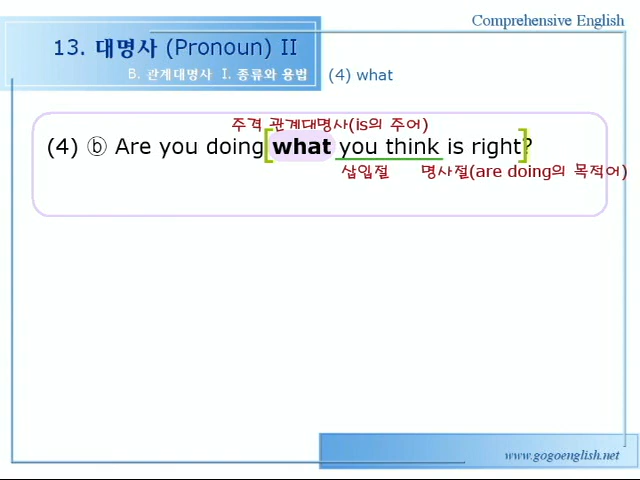 Comprehensive English
13. 대명사 (Pronoun) II
B. 관계대명사 I. 종류와 용법
(4) what
주격 관계대명사(is의 주어)
(4) ⓑ Are you doing [what you think is right]?
삽입절 명사절(are doing의 목적어)
www.gogoenglish.net